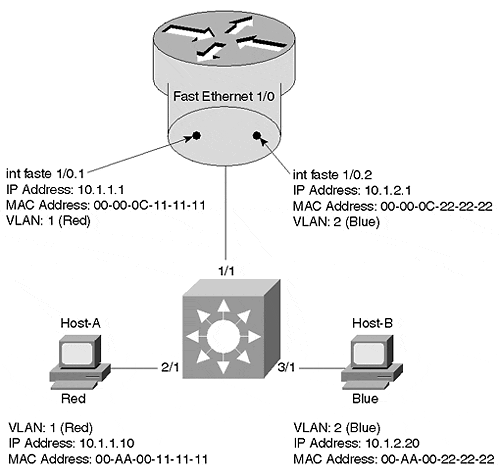 Fast Ethernet 1/0
int faste 1/0.1
IP Address: 10.1.1.1
MAC Address: 00-00-0C-11-11-11
VLAN: 1 (Red)
int faste 1/0.2
IP Address: 10.1.2.1
MAC Address: 00-00-0C-22-22-22
VLAN: 2 (Blue)
1/1
Host-A
Host-B
2/1
3/1
Red
Blue
VLAN: 1 (Red)
IP Address: 10.1.1.10
MAC Address: 00-AA-00-11-11-11
VLAN: 2 (Blue)
IP Address: 10.1.2.20
MAC Address: 00-AA-00-22-22-22